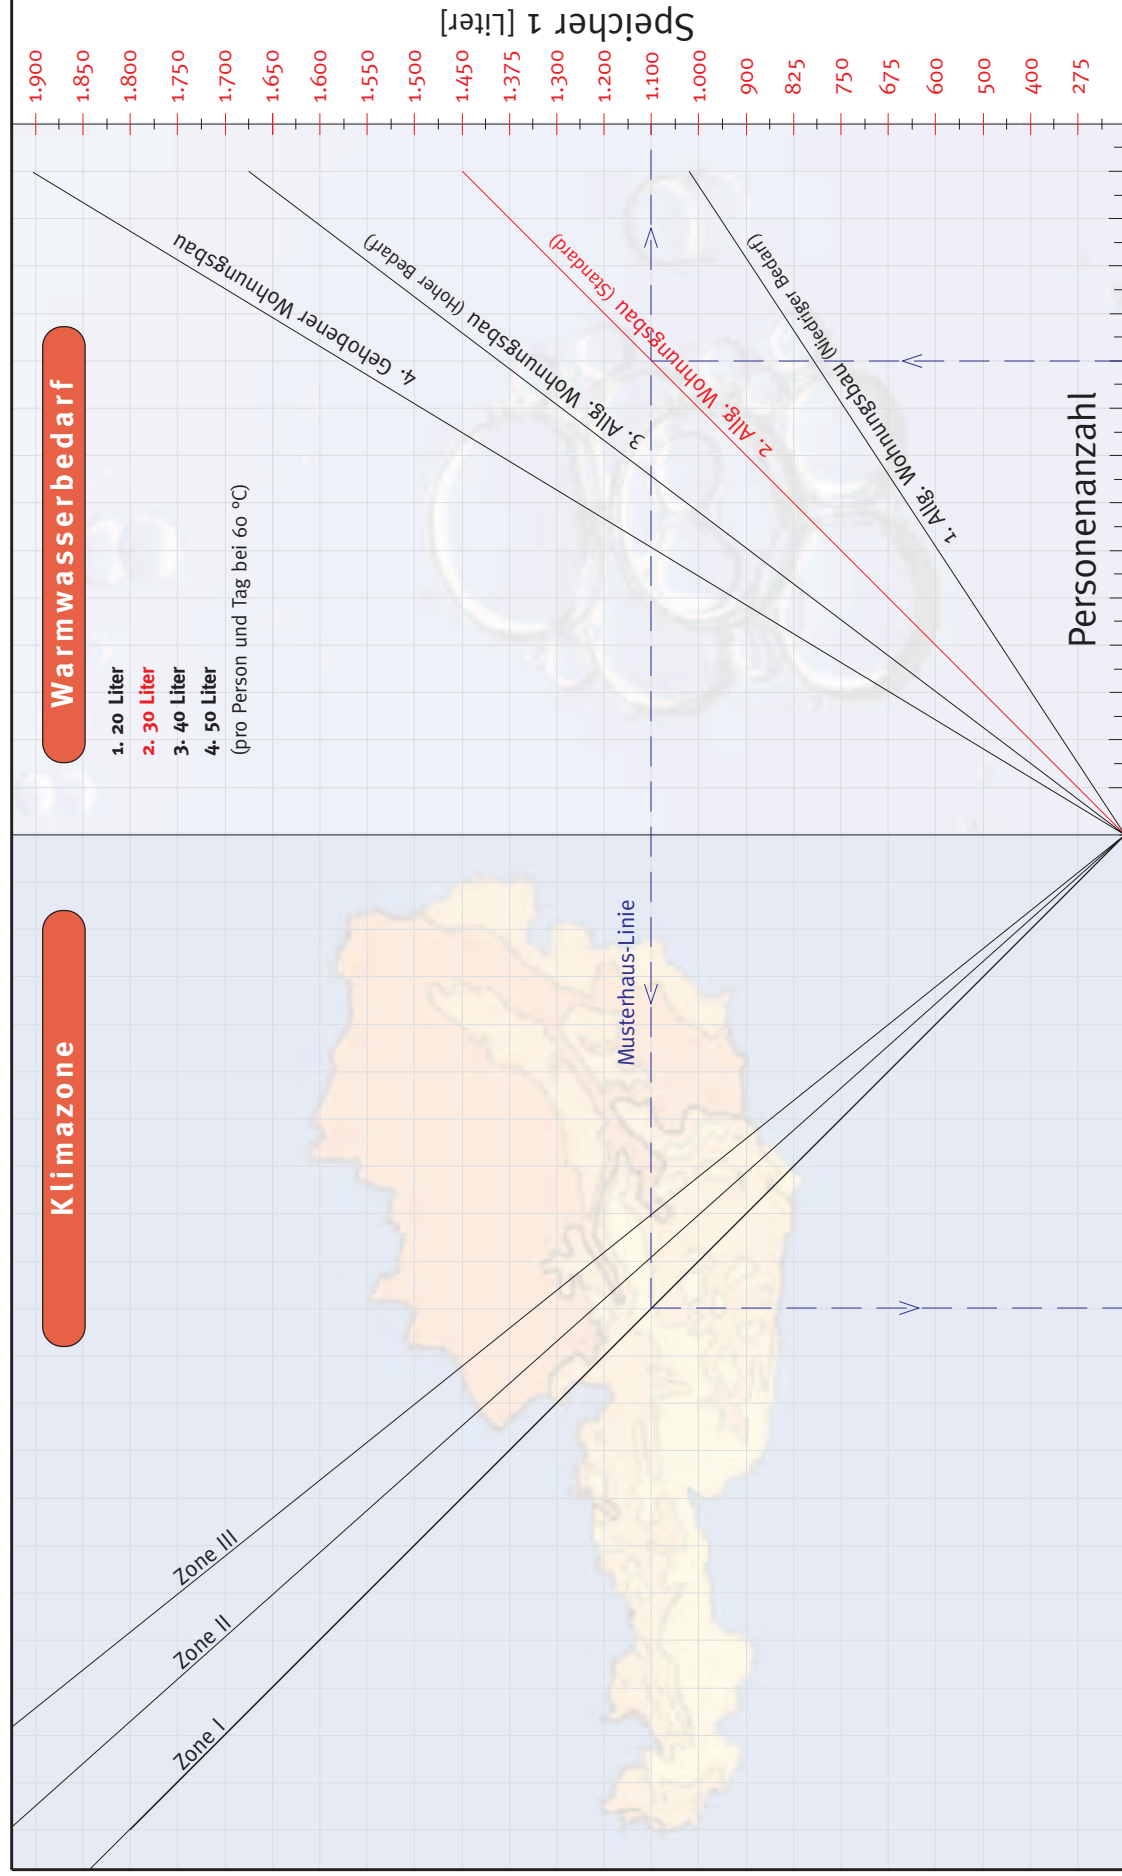 Klimazone
Warmwasserbedarf
1. 20 Liter
2. 30 Liter
3. 40 Liter
4. 50 Liter
(pro Person und Tag bei 60 °C)
Zone I
Zone II
Zone III
Musterhaus-Linie
4. Gehobener Wohnungsbau
3. Allg. Wohnungsbau (Hoher Bedarf)
2. Allg. Wohnungsbau (Standard)
1. Allg. Wohnungsbau (Niedriger Bedarf)
Personenanzahl
Speicher 1 [Liter]
1.900
1.850
1.800
1.750
1.700
1.650
1.600
1.550
1.500
1.450
1.375
1.300
1.200
1.100
1.000
900
825
750
675
600
500
400
275